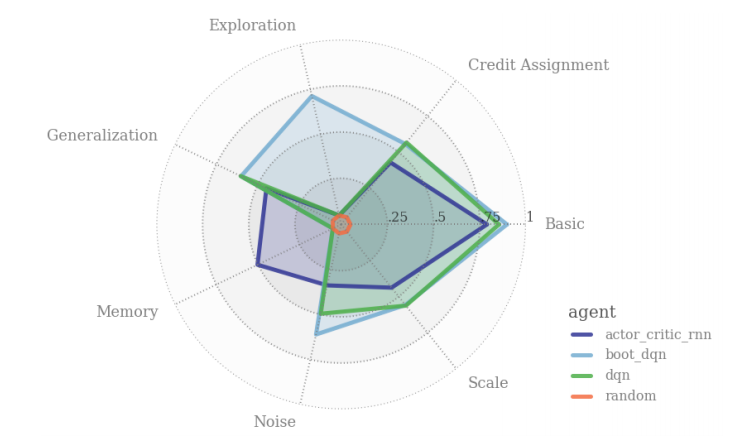 Exploration
Credit Assignment
Generalization
.25
.5
.75
1
Basic
Memory
agent
actor_critic_rnn
boot_dqn
dqn
random
Scale
Noise